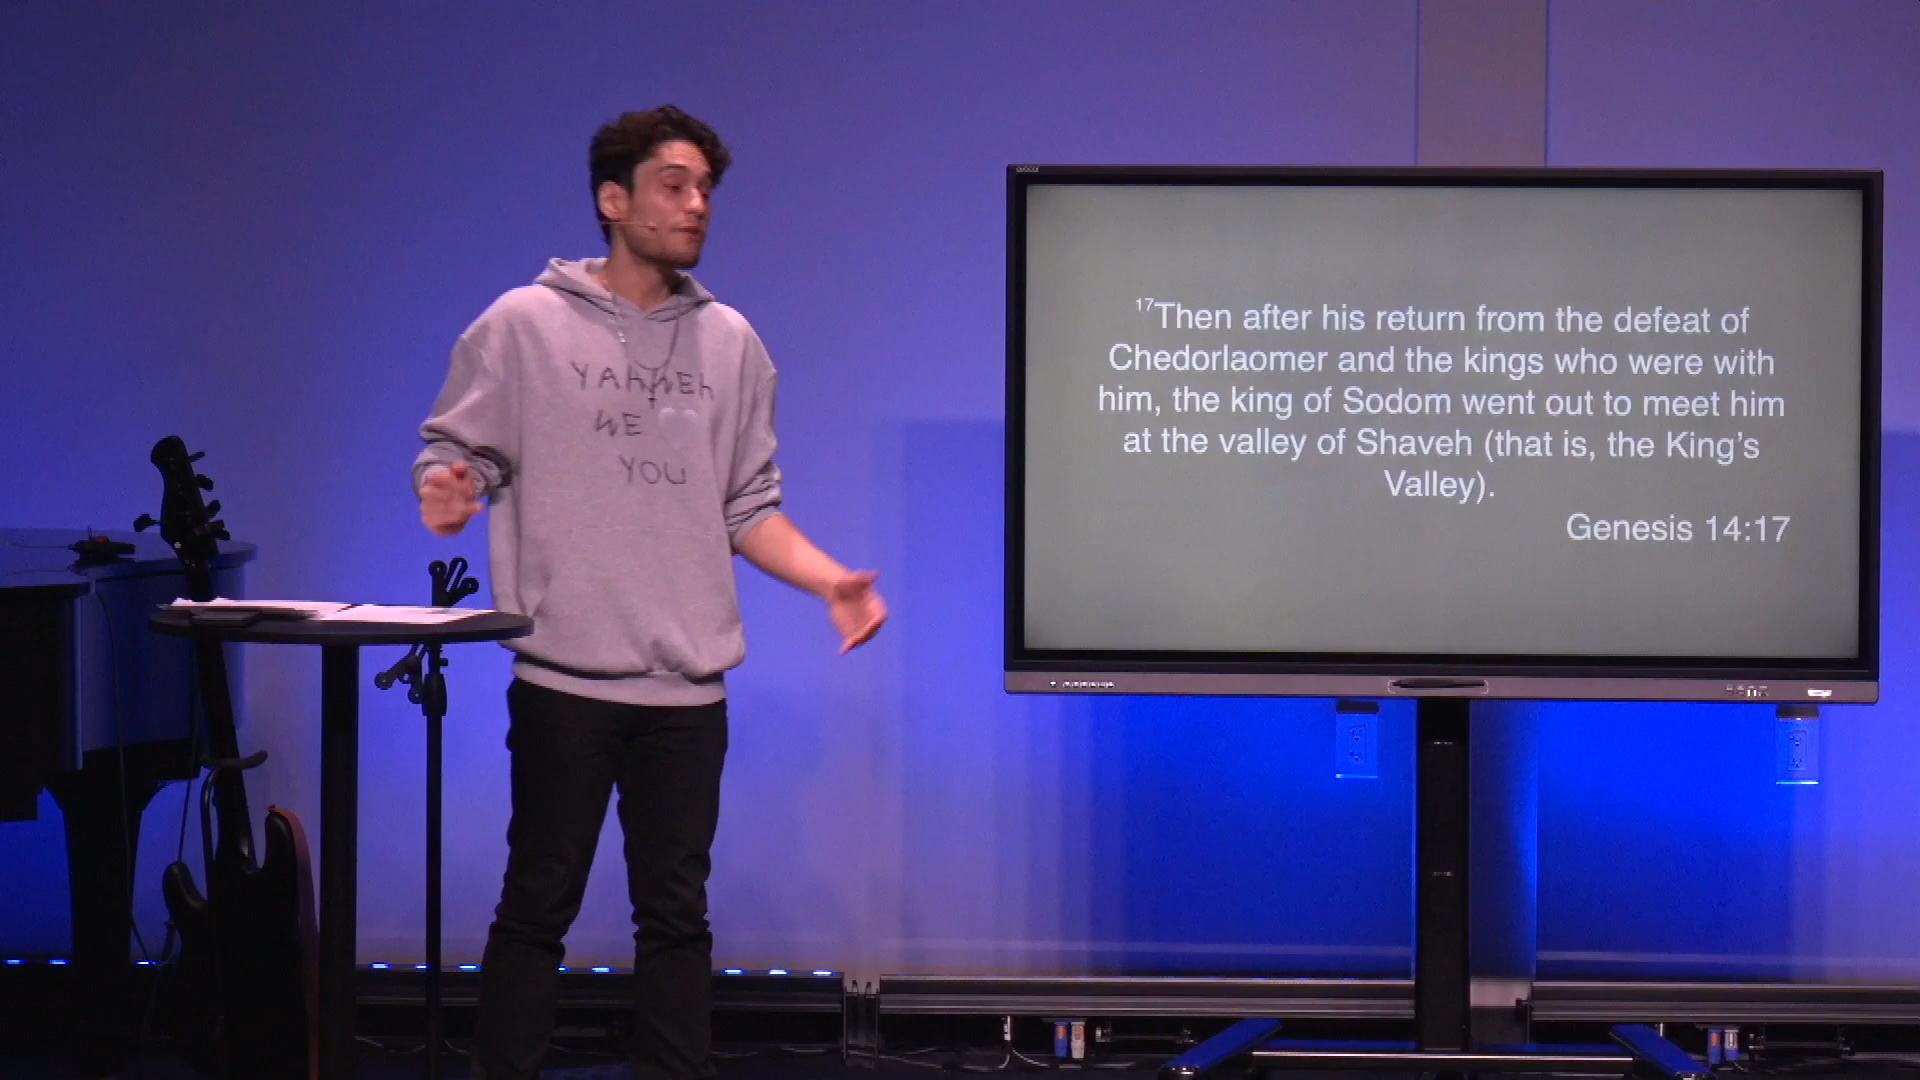 YAHWEH
WE
YOU
17Then after his return from the defeat of
Chedorlaomer and the kings who were with
him, the king of Sodom went out to meet him
at the valley of Shaveh (that is, the King’s
Valley).
Genesis 14:17